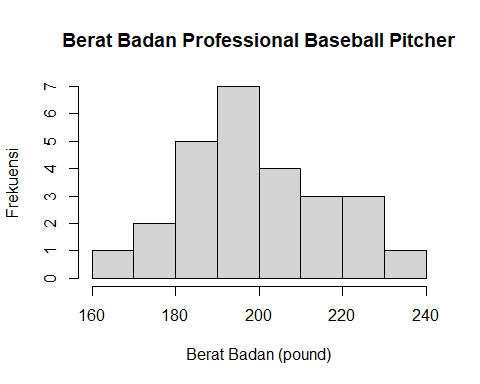 Berat Badan Professional Baseball Pitcher
7
6
5
4
3
2
1
0
Frekuensi
160 180 200 220 240
Berat Badan (pound)